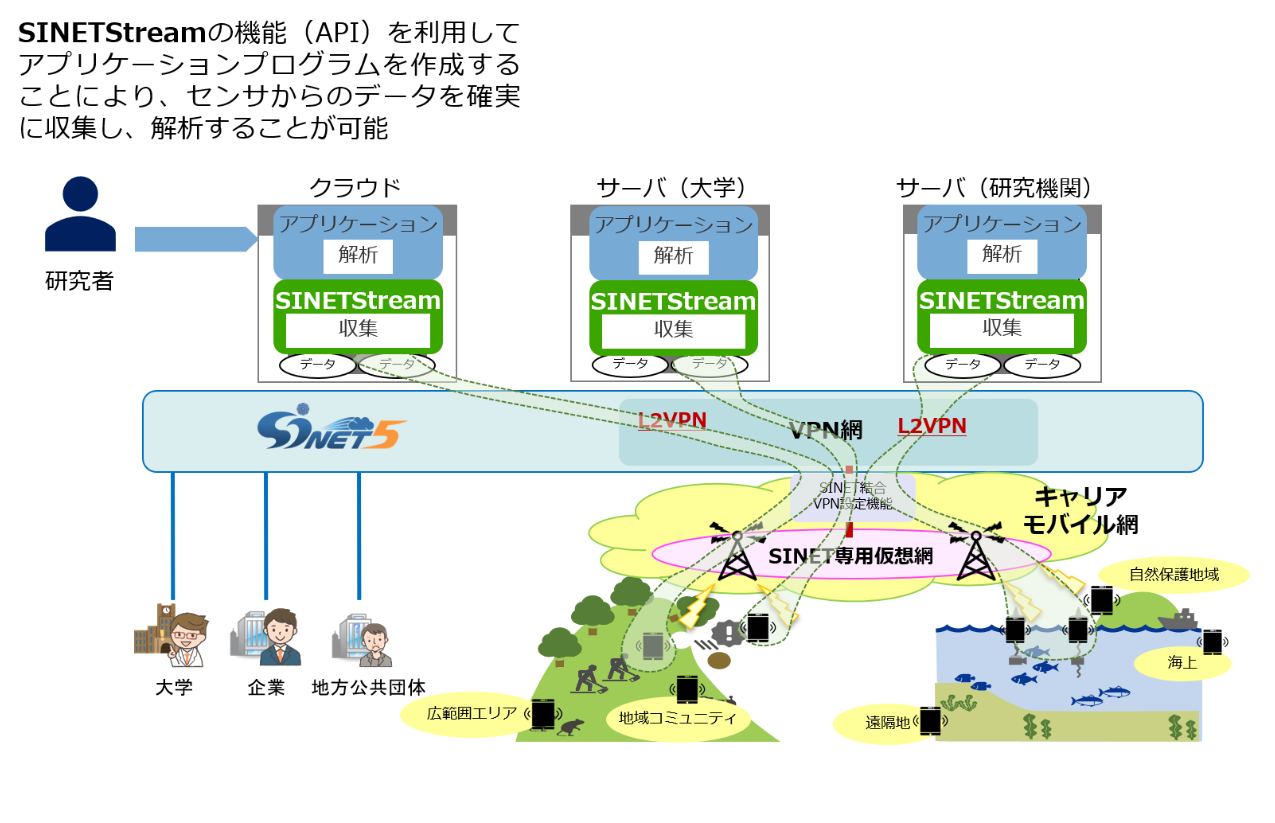 SINETStreamの機能（API）を利用して
アプリケーションプログラムを作成する
ことにより、センサからのデータを確実
に収集し、解析することが可能
クラウド
サーバ（大学）
サーバ（研究機関）
研究者
アプリケーション
解析
SINETStream
収集
データ
データ
アプリケーション
解析
SINETStream
収集
データ
データ
アプリケーション
解析
SINETStream
収集
データ
データ
SINET5
L2VPN
VPN網
L2VPN
SINET結合
VPN設定機能
キャリア
モバイル網
SINET専用仮想網
自然保護地域
海上
大学
企業
地方公共団体
広範囲エリア
地域コミュニティ
遠隔地